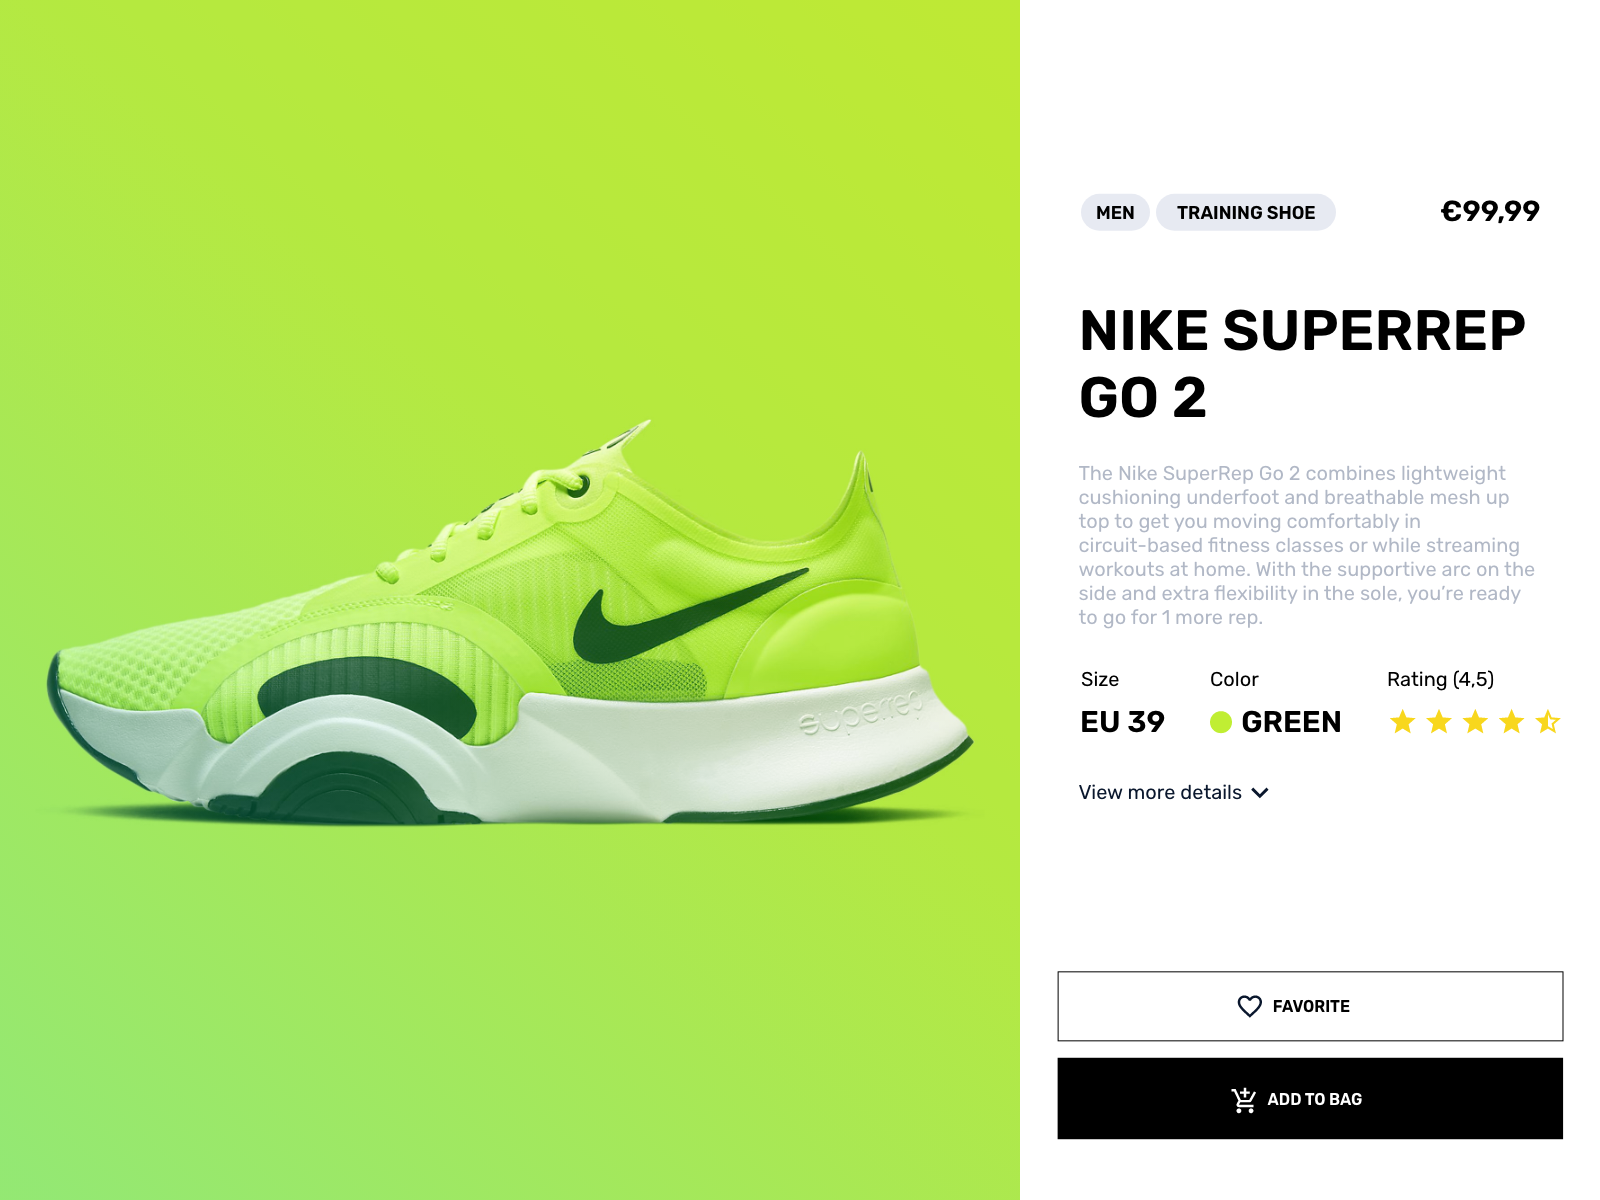 MEN
TRAINING SHOE
€99,99
NIKE SUPERREP
GO 2
The Nike SuperRep Go 2 combines lightweight
cushioning underfoot and breathable mesh up
top to get you moving comfortably in
circuit-based fitness classes or while streaming
workouts at home. With the supportive arc on the
side and extra flexibility in the sole, you’re ready
to go for 1 more rep.
Size
Color
Rating (4,5)
EU 39
GREEN
View more details
FAVORITE
ADD TO BAG
superrep